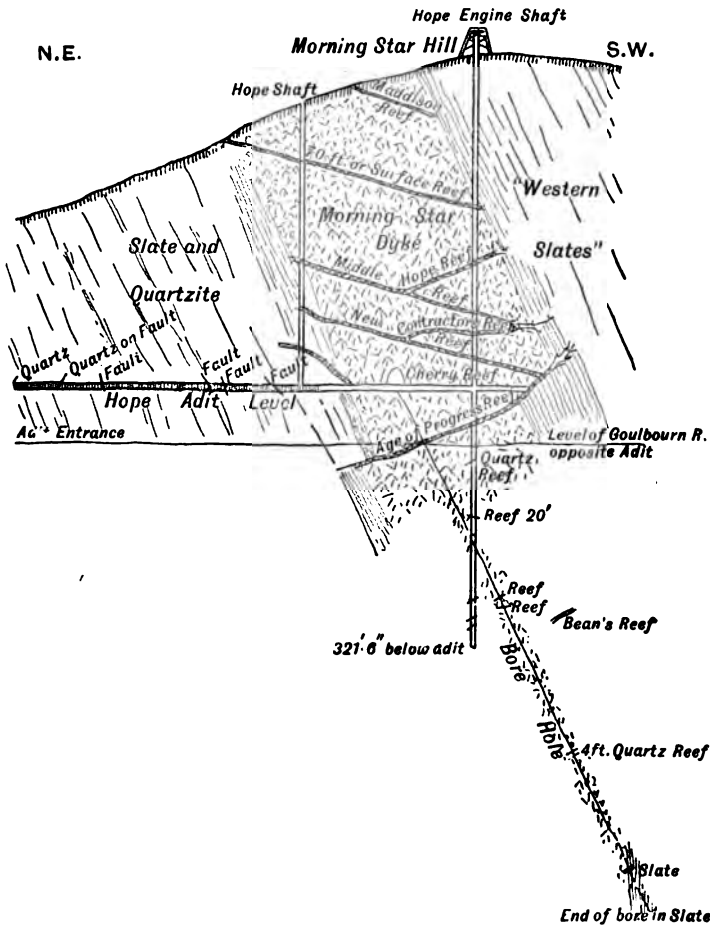 Hope Engine Shaft
N.E.
Morning Star Hill
S.W.
Hope Shaft
Maddison
Reef
20 ft. or Surface Reef
"Western
Slates"
Morning Star
Dyke
Slate and
Quartzite
Hope Reef
Middle
Reef
New
Contractors Reef
Reef
Quartz
Quartz on Fault
Fault
Fault
Fault
Fault
Cherry Reef
Hope Adit Level
Age of Progress Reef
Entrance
Level of Goulbourn R.
opposite Adit
Quartz
Reef
Reef 20'
Reef
Reef
Bean's Reef
321'.6" below adit
Bore
Hole
4ft. Quartz Reef
Slate
End of bore in Slate